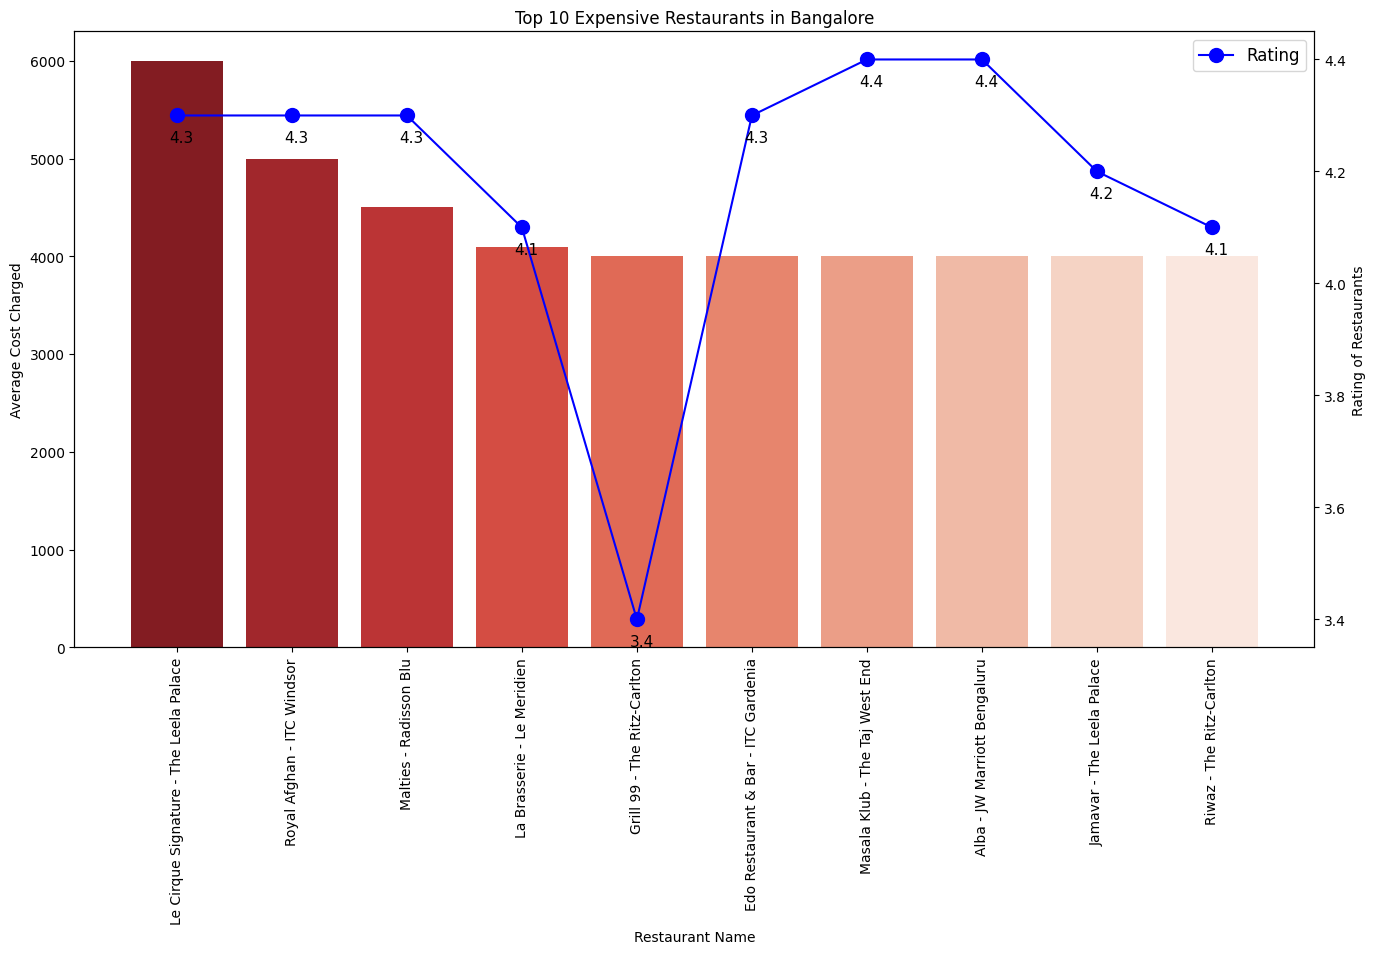 Top 10 Expensive Restaurants in Bangalore
Rating
6000
5000
4000
3000
2000
1000
0
Average Cost Charged
4.3
4.3
4.3
4.1
3.4
4.3
4.4
4.4
4.2
4.1
4.4
4.2
4.0
3.8
3.6
3.4
Rating of Restaurants
Le Cirque Signature - The Leela Palace
Royal Afghan - ITC Windsor
Malties - Radisson Blu
La Brasserie - Le Meridien
Grill 99 - The Ritz-Carlton
Edo Restaurant & Bar - ITC Gardenia
Masala Klub - The Taj West End
Alba - JW Marriott Bengaluru
Jamavar - The Leela Palace
Riwaz - The Ritz-Carlton
Restaurant Name